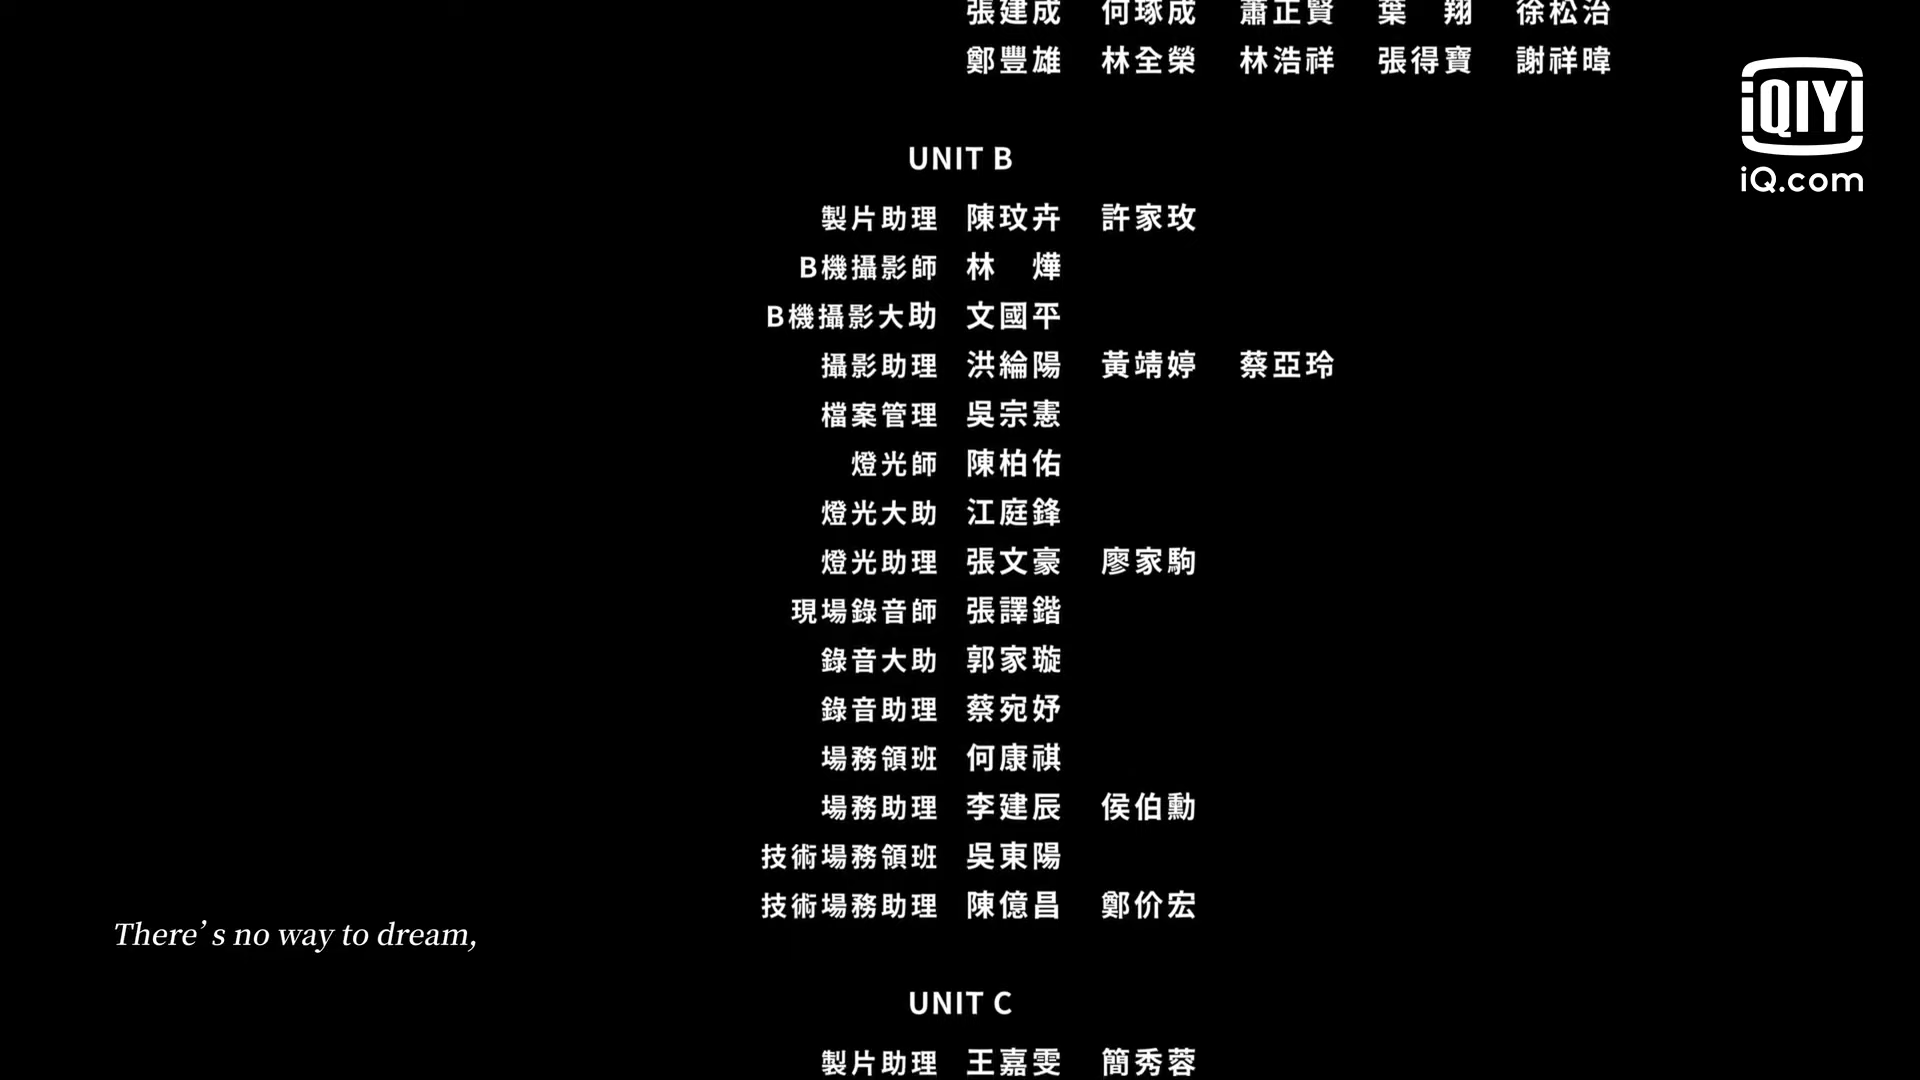 張建成 何琢成 蕭正賢 葉 翔 徐松治
鄭豐雄 林全榮 林浩祥 張得寶 謝祥暐
iQIYI
iQ.com
UNIT B
製片助理 陳玟卉 許家玫
B機攝影師 林 燁
B機攝影大助 文國平
攝影助理 洪綸陽 黃靖婷 蔡亞玲
檔案管理 吳宗憲
燈光師 陳柏佑
燈光大助 江庭鋒
燈光助理 張文豪 廖家駒
現場錄音師 張譯鍇
錄音大助 郭家璇
錄音助理 蔡宛妤
場務領班 何康祺
場務助理 李建辰 侯伯勳
技術場務領班 吳東陽
技術場務助理 陳億昌 鄭价宏
There’s no way to dream,
UNIT C
製片助理 王嘉雯 簡秀蓉